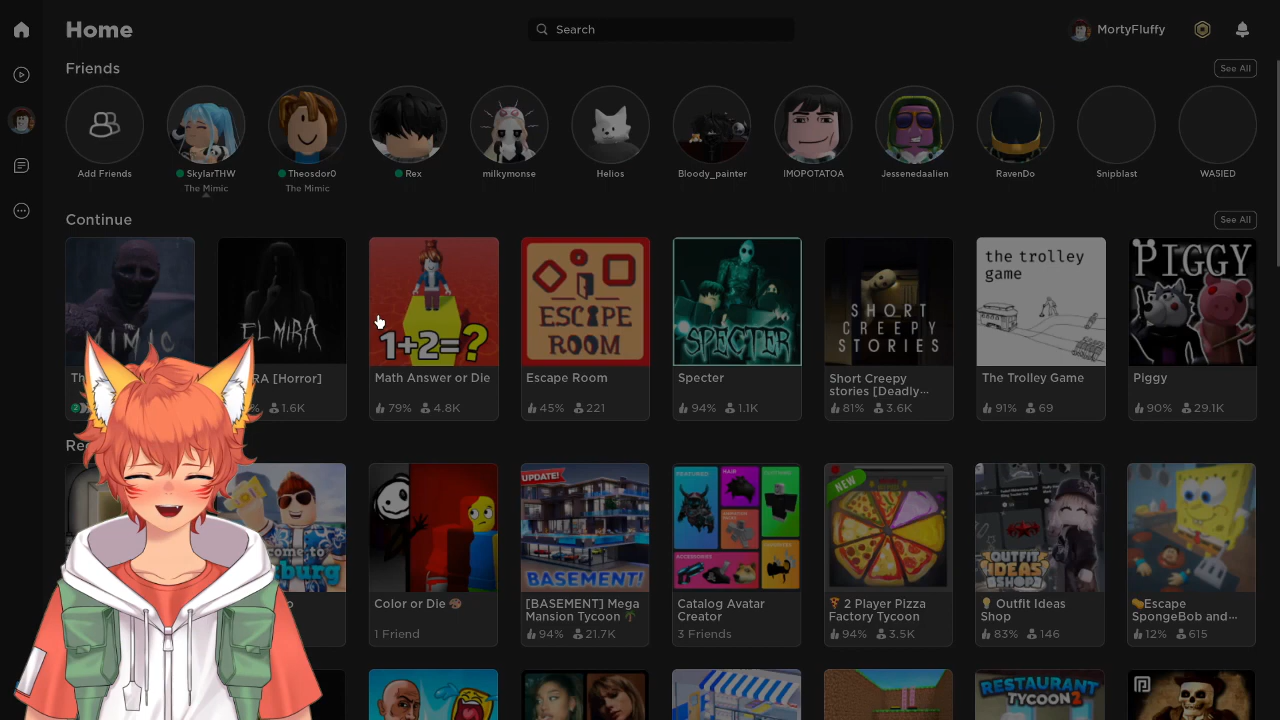 Home
Search
MortyFluffy
Friends
See All
Add Friends
SkylarTHW
The Mimic
Theosdor0
The Mimic
Rex
milkymonse
Helios
Bloody_painter
IMOPOTATOA
Jessenedaalien
RavenDo
Snipblast
WA5IED
Continue
See All
MIMIC
ELMIRA
1+2=?
ESCAPE
ROOM
SPECTER
SHORT
CREEPY
STORIES
the trolley
game
PIGGY
RA [Horror]
1.6K
Math Answer or Die
79% 4.8K
Escape Room
45% 221
Specter
94% 1.1K
Short Creepy
stories [Deadly...
81% 3.6K
The Trolley Game
91% 69
Piggy
90% 29.1K
UPDATE!
BASEMENT!
FEATURED:
HAIR
ACCESSORIES
NEW
OUTFIT
IDEAS
SHOP
Color or Die 🎨
1 Friend
[BASEMENT] Mega
Mansion Tycoon 🌴
94% 21.7K
Catalog Avatar
Creator
3 Friends
🍕 2 Player Pizza
Factory Tycoon
94% 3.5K
💡 Outfit Ideas
Shop
83% 146
🧽Escape
SpongeBob and...
12% 615
RESTAURANT
TYCOON 2